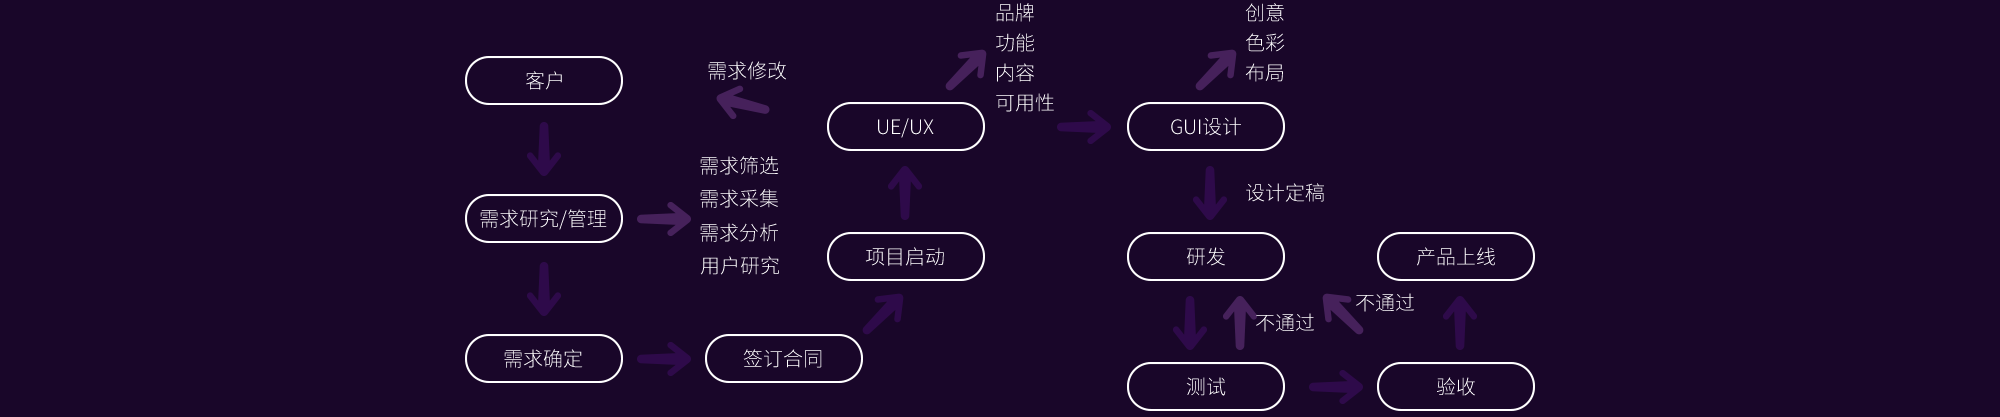 客户
需求研究/管理
需求确定
需求修改
需求筛选
需求采集
需求分析
用户研究
签订合同
项目启动
UE/UX
品牌
功能
内容
可用性
GUI设计
创意
色彩
布局
设计定稿
研发
不通过
测试
不通过
验收
产品上线